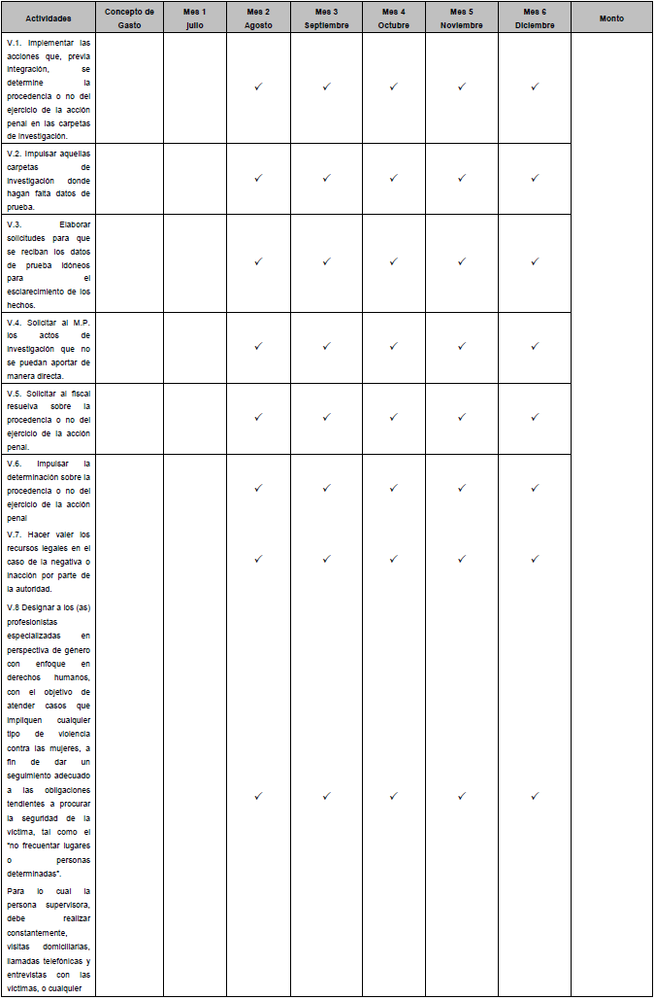 Actividades Concepto de Gasto Mes 1 julio Mes 2 Agosto Mes 3 Septiembre Mes 4 Octubre Mes 5 Noviembre Mes 6 Diciembre Monto
V.1. Implementar las
acciones que, previa
integración, se
determine la
procedencia o no del
ejercicio de la acción
penal en las carpetas
de investigación.
✓ ✓ ✓ ✓ ✓
V.2. Impulsar aquellas
carpetas de
investigación donde
hagan falta datos de
prueba.
✓ ✓ ✓ ✓ ✓
V.3. Elaborar
solicitudes para que
se reciban los datos
de prueba idóneos
para el
esclarecimiento de los
hechos.
✓ ✓ ✓ ✓ ✓
V.4. Solicitar al M.P.
los actos de
investigación que no
se puedan aportar de
manera directa.
✓ ✓ ✓ ✓ ✓
V.5. Solicitar al fiscal
resuelva sobre la
procedencia o no del
ejercicio de la acción
penal.
✓ ✓ ✓ ✓ ✓
V.6. Impulsar la
determinación sobre la
procedencia o no del
ejercicio de la acción
penal
✓ ✓ ✓ ✓ ✓
V.7. Hacer valer los
recursos legales en el
caso de la negativa o
inacción por parte de
la autoridad.
✓ ✓ ✓ ✓ ✓
V.8 Designar a los (as)
profesionistas
especializadas en
perspectiva de género
con enfoque en
derechos humanos,
con el objetivo de
atender casos que
impliquen cualquier
tipo de violencia
contra las mujeres, a
fin de dar un
seguimiento adecuado
a las obligaciones
tendientes a procurar
la seguridad de la
víctima, tal como el
"no frecuentar lugares
o personas
determinadas".
Para lo cual la
persona supervisora,
debe realizar
constantemente,
visitas domiciliarias,
llamadas telefónicas y
entrevistas con las
víctimas, o cualquier
✓ ✓ ✓ ✓ ✓